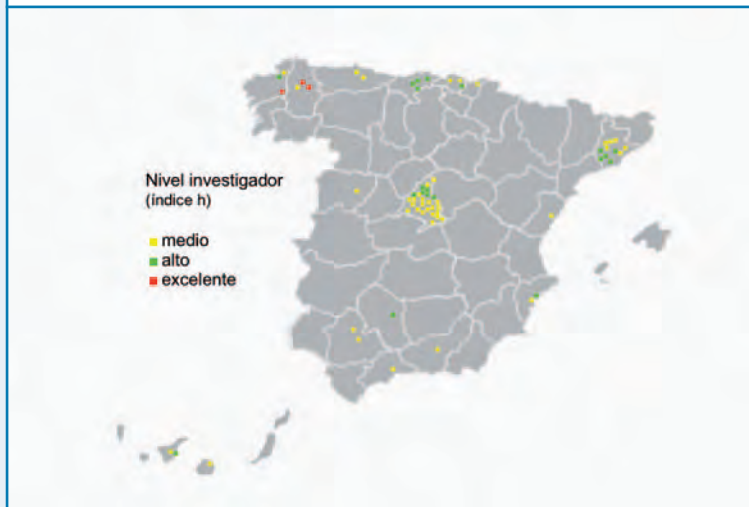 Nivel investigador
(índice h)
medio
alto
excelente